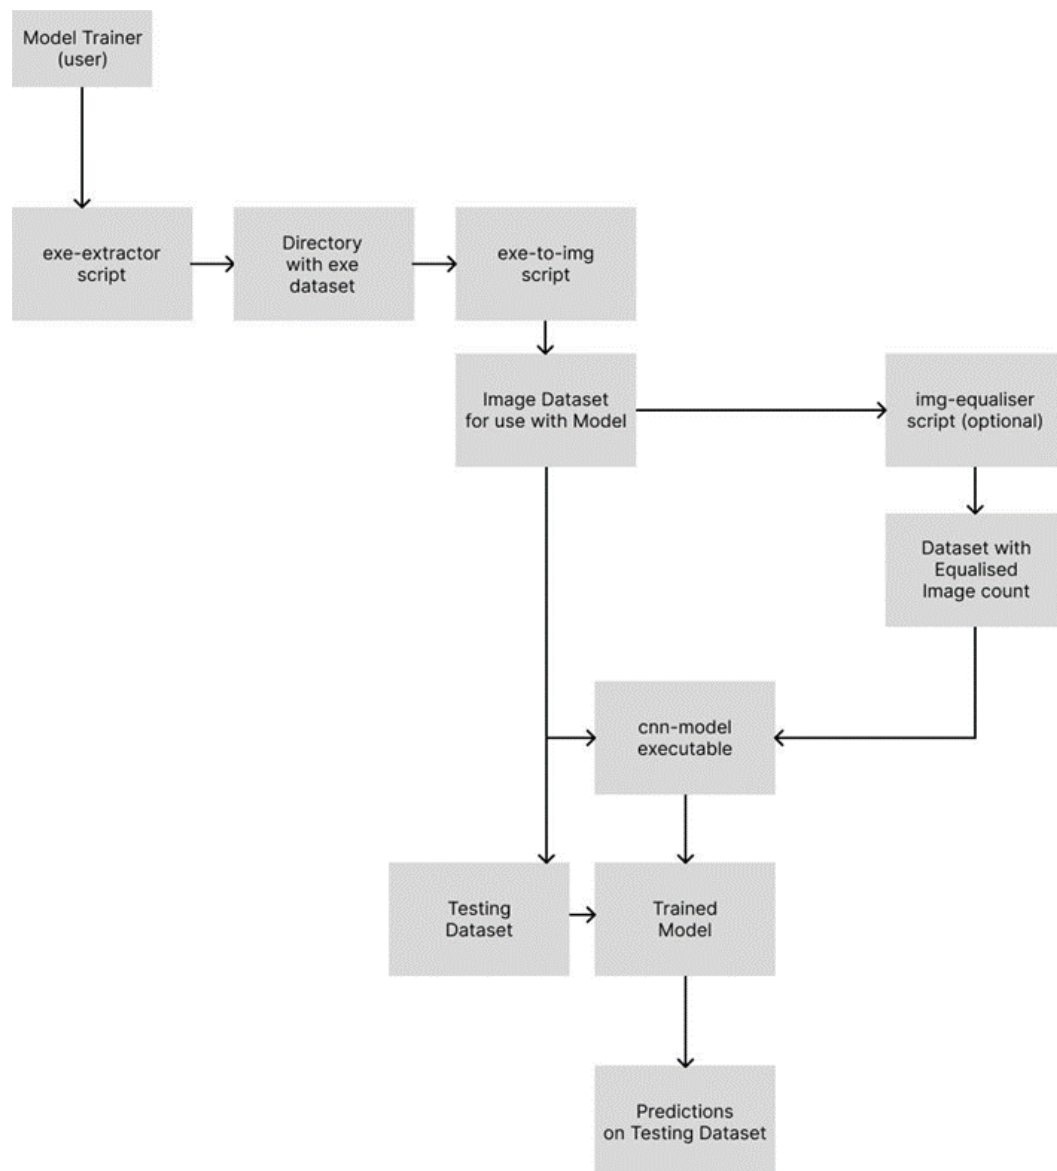 Model Trainer
(user)
exe-extractor
script
Directory
with exe
dataset
exe-to-img
script
Image Dataset
for use with Model
img-equaliser
script (optional)
Dataset with
Equalised
Image count
cnn-model
executable
Testing
Dataset
Trained
Model
Predictions
on Testing Dataset